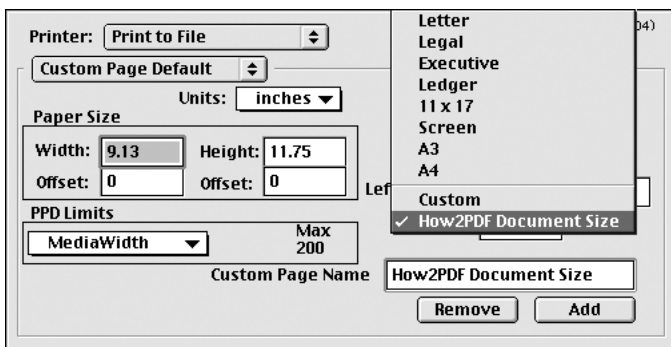 Printer: Print to File
04)
Custom Page Default
Units: inches
Paper Size
Width: 9.13 Height: 11.75
Offset: 0 Offset: 0
Lef
PPD Limits
MediaWidth
Max
200
Letter
Legal
Executive
Ledger
11 x 17
Screen
A3
A4
Custom
✓ How2PDF Document Size
Custom Page Name How2PDF Document Size
Remove Add